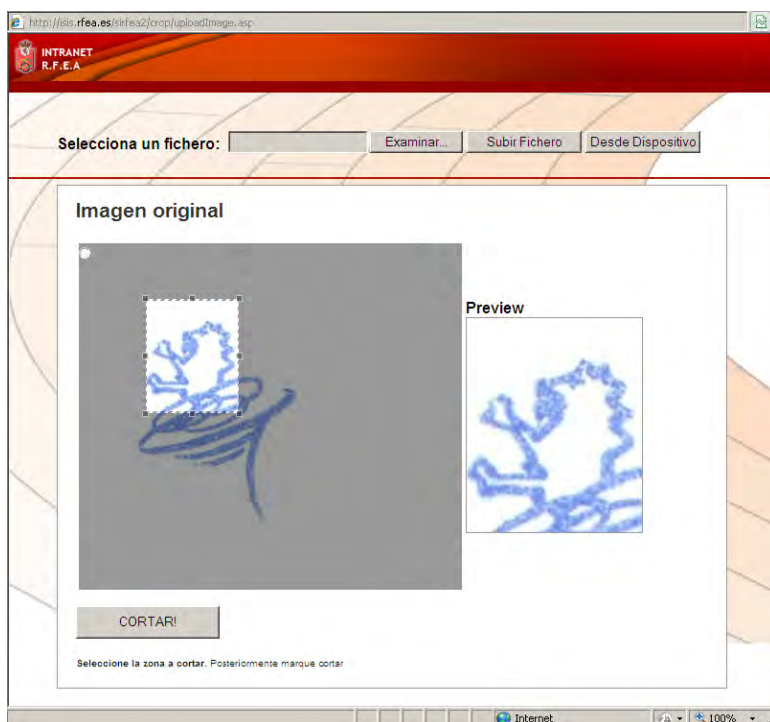 http://isis.rfea.es/sirfea2/crop/uploadImage.asp
INTRANET
R.F.E.A
Selecciona un fichero: Examinar... Subir Fichero Desde Dispositivo
Imagen original
Preview
CORTAR!
Seleccione la zona a cortar. Posteriormente marque cortar
Internet 100%